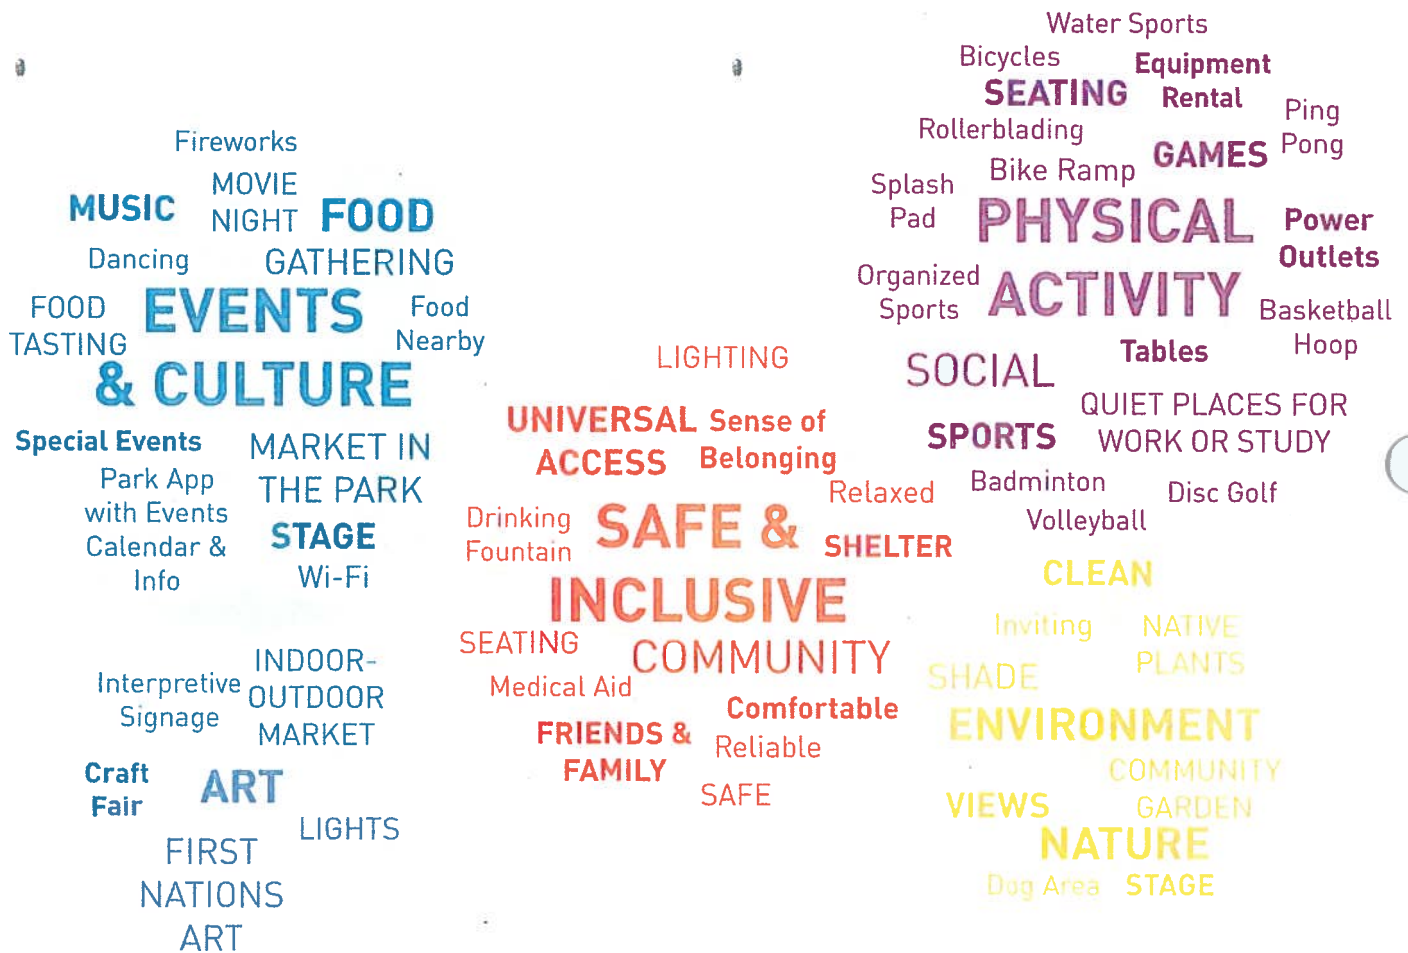 Fireworks
MOVIE
NIGHT
MUSIC
FOOD
Dancing
GATHERING
FOOD
TASTING
EVENTS
Food
Nearby
& CULTURE
Special Events
MARKET IN
THE PARK
Park App
with Events
Calendar &
Info
STAGE
Wi-Fi
INDOOR-
OUTDOOR
MARKET
Interpretive
Signage
Craft
Fair
ART
LIGHTS
FIRST
NATIONS
ART
LIGHTING
UNIVERSAL
ACCESS
Sense of
Belonging
Relaxed
Drinking
Fountain
SAFE &
SHELTER
INCLUSIVE
SEATING
COMMUNITY
Medical Aid
Comfortable
FRIENDS &
FAMILY
Reliable
SAFE
Water Sports
Bicycles
Equipment
Rental
SEATING
Ping
Pong
Rollerblading
GAMES
Bike Ramp
Splash
Pad
PHYSICAL
Power
Outlets
Organized
Sports
ACTIVITY
Basketball
Hoop
Tables
SOCIAL
QUIET PLACES FOR
WORK OR STUDY
SPORTS
Badminton
Disc Golf
Volleyball
CLEAN
Inviting
NATIVE
PLANTS
SHADE
ENVIRONMENT
COMMUNITY
GARDEN
VIEWS
NATURE
Dog Area
STAGE